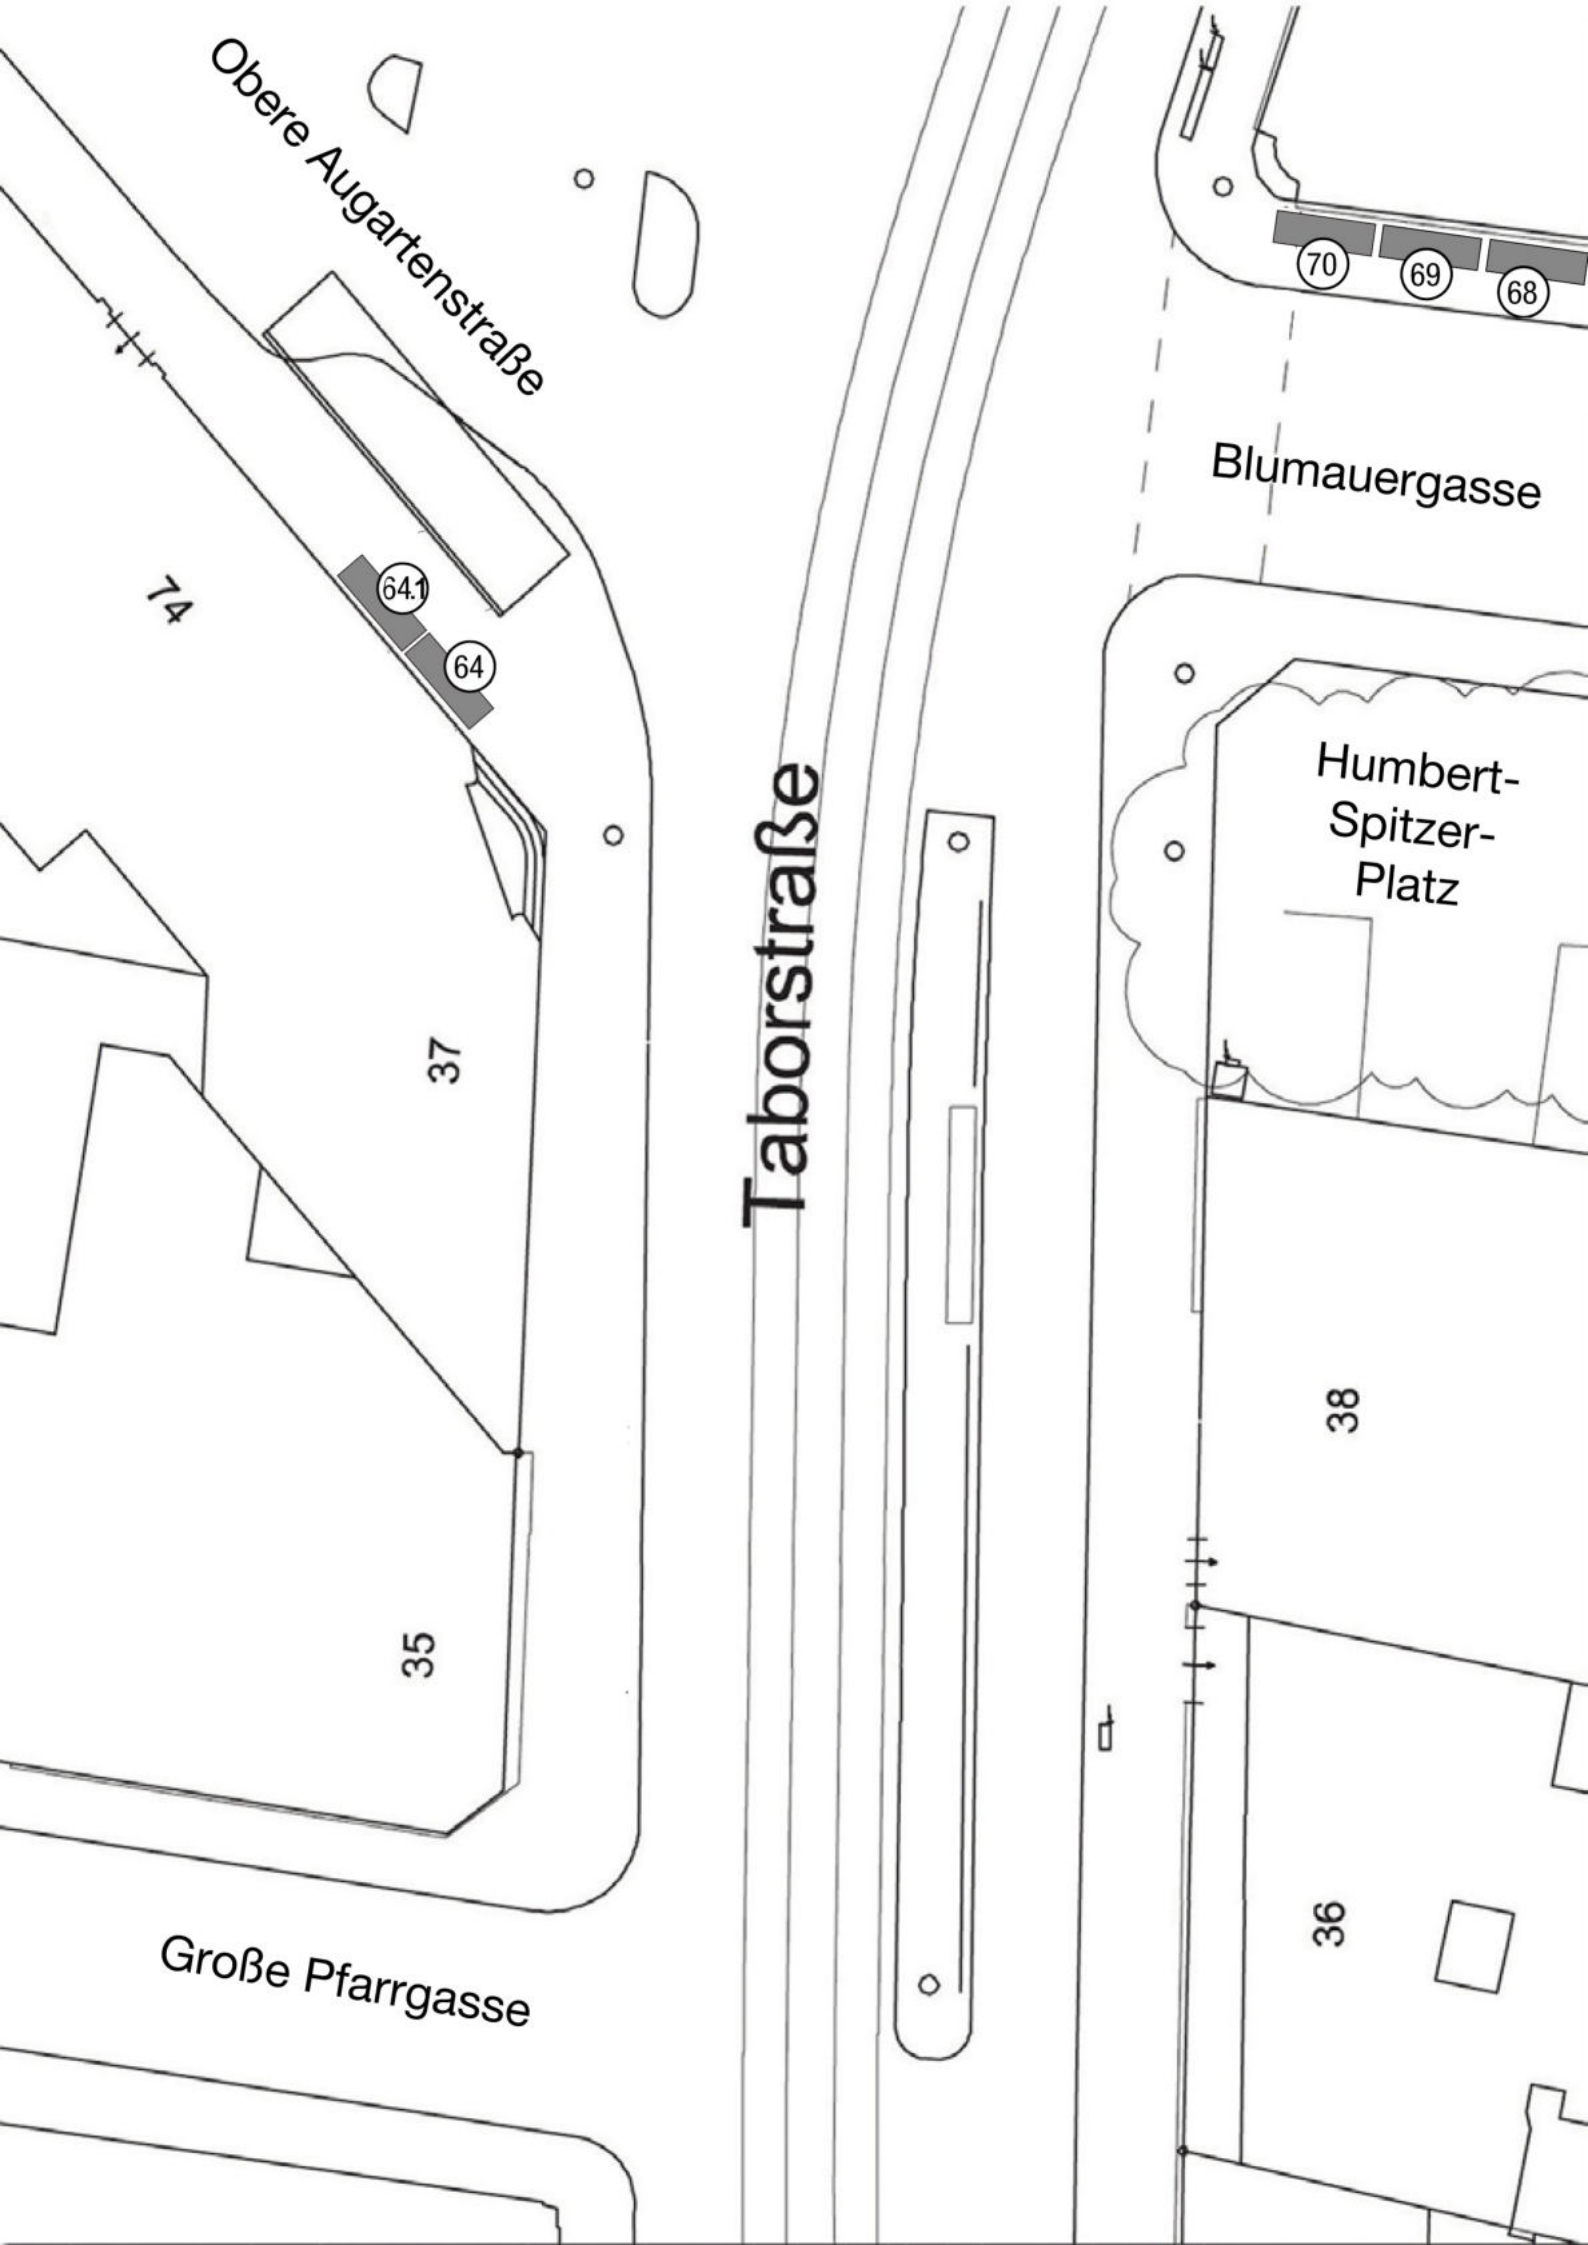 Obere Augartenstraße
70
69
68
Blumauergasse
64.1
74
64
Humbert-
Spitzer-
Platz
Taborstraße
37
38
35
36
Große Pfarrgasse